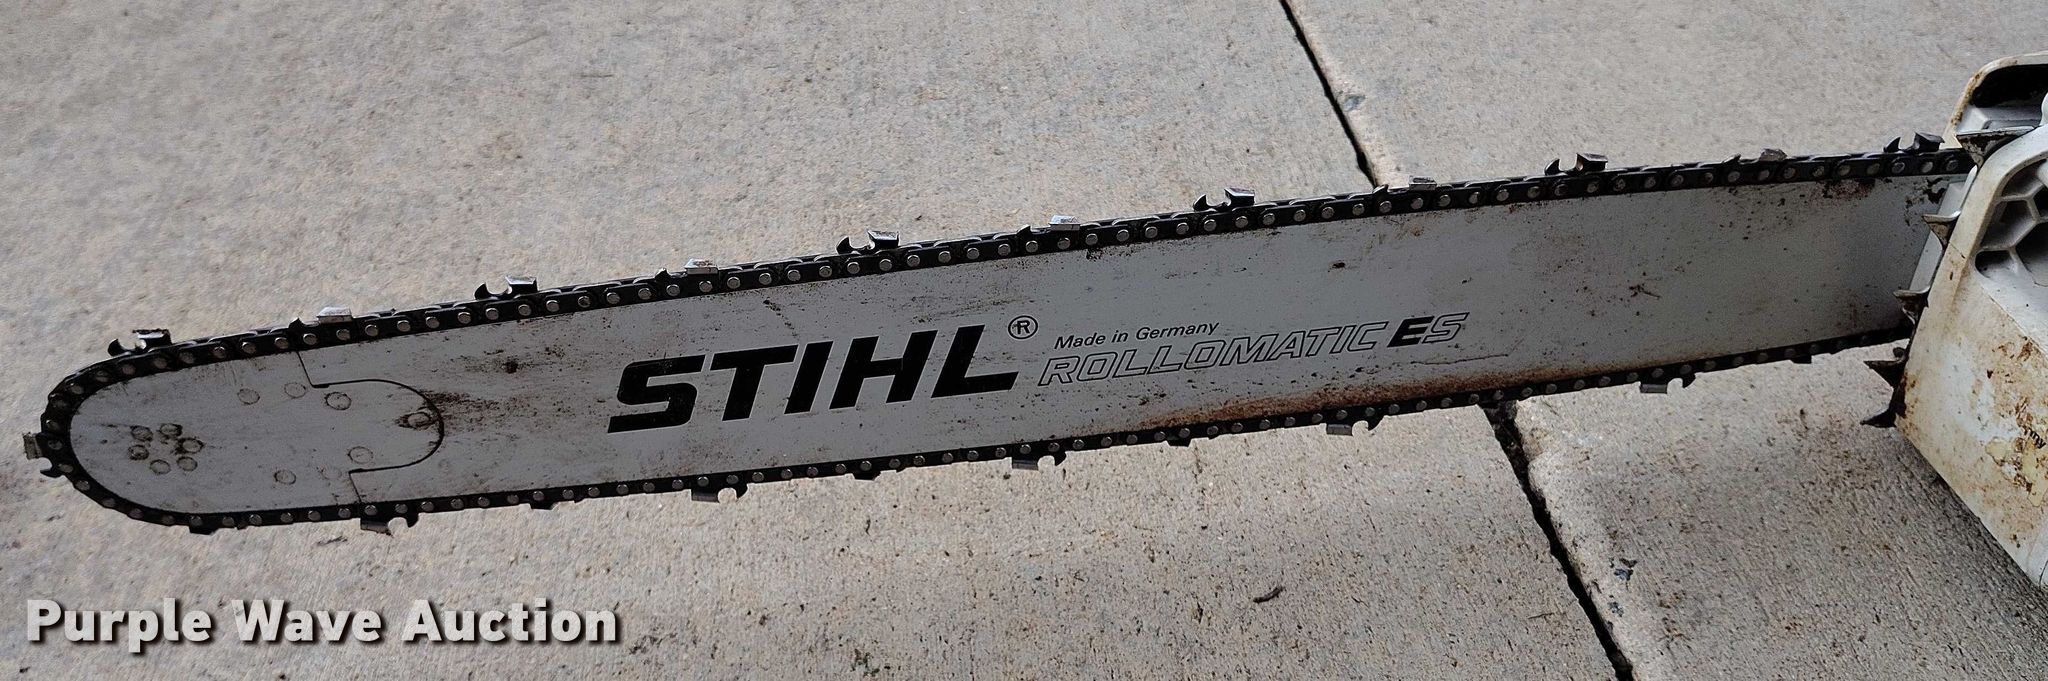 STIHL®
Made in Germany
ROLLOMATIC ES
Purple Wave Auction